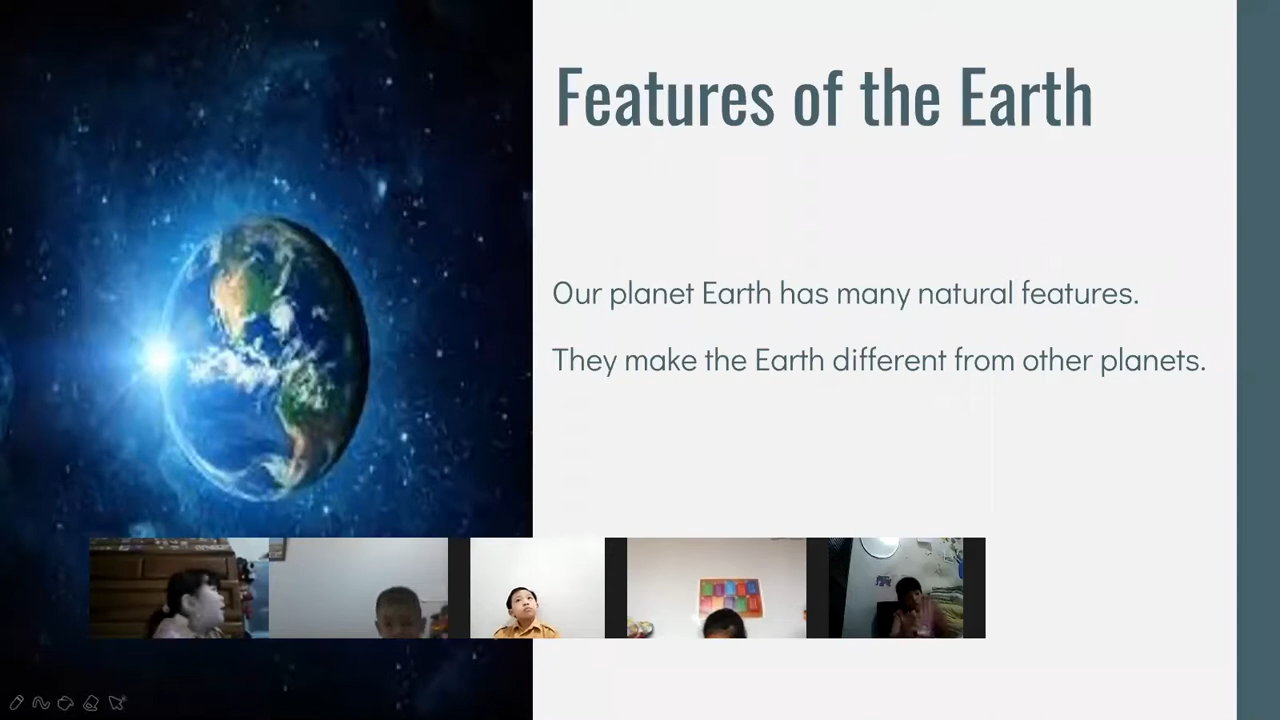 Features of the Earth
Our planet Earth has many natural features.
They make the Earth different from other planets.